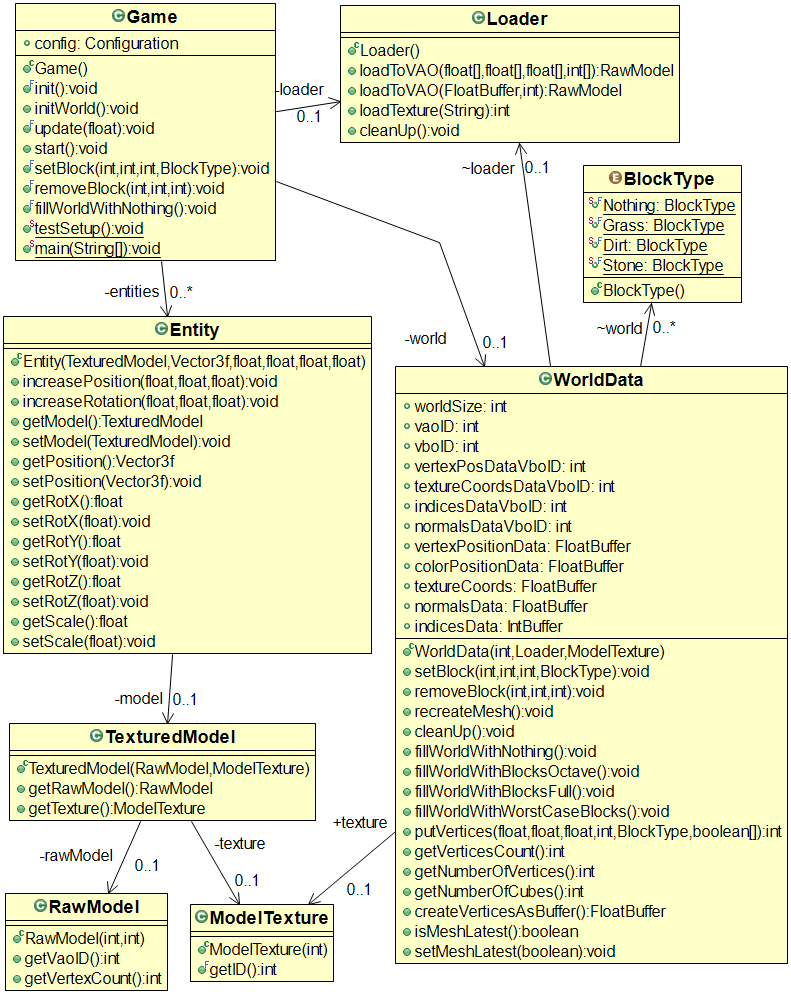 Game
config: Configuration
Game()
init():void
initWorld():void
update(float):void
start():void
setBlock(int,int,int,BlockType):void
removeBlock(int,int,int):void
fillWorldWithNothing():void
testSetup():void
main(String[]):void
-loader
0..1
Loader
Loader()
loadToVAO(float[],float[],float[],int[]):RawModel
loadToVAO(FloatBuffer,int):RawModel
loadTexture(String):int
cleanUp():void
~loader 0..1
BlockType
Nothing: BlockType
Grass: BlockType
Dirt: BlockType
Stone: BlockType
BlockType()
-entities 0..*
~world 0..*
-world 0..1
Entity
Entity(TexturedModel,Vector3f,float,float,float,float)
increasePosition(float,float,float):void
increaseRotation(float,float,float):void
getModel():TexturedModel
setModel(TexturedModel):void
getPosition():Vector3f
setPosition(Vector3f):void
getRotX():float
setRotX(float):void
getRotY():float
setRotY(float):void
getRotZ():float
setRotZ(float):void
getScale():float
setScale(float):void
WorldData
worldSize: int
vaoID: int
vboID: int
vertexPosDataVboID: int
textureCoordsDataVboID: int
indicesDataVboID: int
normalsDataVboID: int
vertexPositionData: FloatBuffer
colorPositionData: FloatBuffer
textureCoords: FloatBuffer
normalsData: FloatBuffer
indicesData: IntBuffer
WorldData(int,Loader,ModelTexture)
setBlock(int,int,int,BlockType):void
removeBlock(int,int,int):void
recreateMesh():void
cleanUp():void
fillWorldWithNothing():void
fillWorldWithBlocksOctave():void
fillWorldWithBlocksFull():void
fillWorldWithWorstCaseBlocks():void
putVertices(float,float,float,int,BlockType,boolean[]):int
getVerticesCount():int
getNumberOfVertices():int
getNumberOfCubes():int
createVerticesAsBuffer():FloatBuffer
isMeshLatest():boolean
setMeshLatest(boolean):void
-model 0..1
TexturedModel
TexturedModel(RawModel,ModelTexture)
getRawModel():RawModel
getTexture():ModelTexture
-rawModel
0..1
-texture
0..1
+texture
0..1
RawModel
RawModel(int,int)
getVaoID():int
getVertexCount():int
ModelTexture
ModelTexture(int)
getID():int